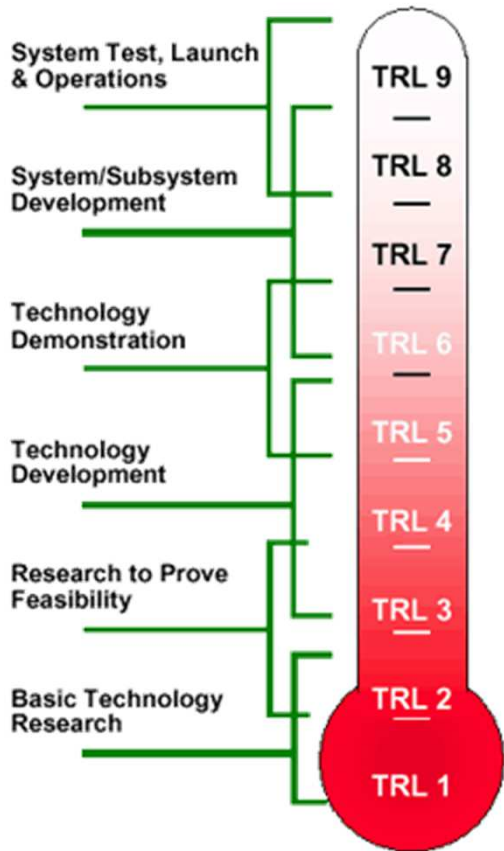 System Test, Launch
& Operations
System/Subsystem
Development
Technology
Demonstration
Technology
Development
Research to Prove
Feasibility
Basic Technology
Research
TRL 9
TRL 8
TRL 7
TRL 6
TRL 5
TRL 4
TRL 3
TRL 2
TRL 1